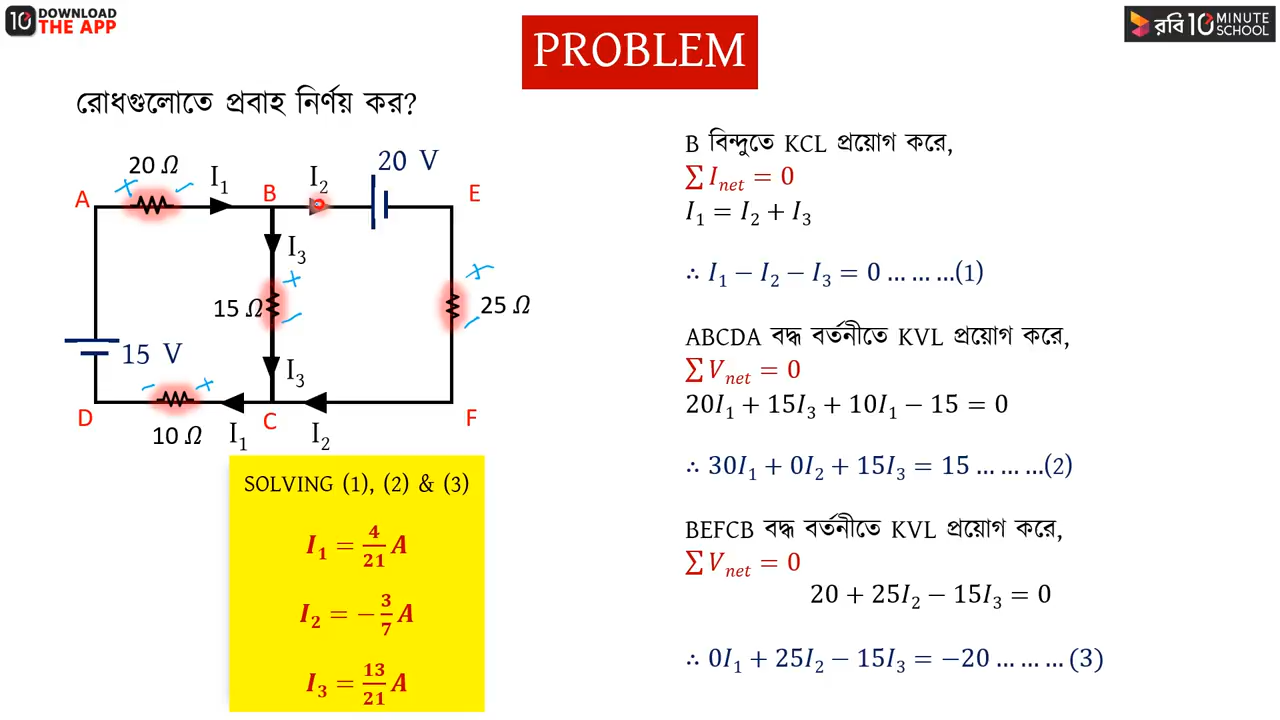 10 DOWNLOAD
THE APP
PROBLEM
রবি 10 MINUTE
SCHOOL
রোধগুলোতে প্রবাহ নির্ণয় কর?
20 V
20 Ω
I₁
I₂
A
B
E
I₃
15 Ω
25 Ω
15 V
I₃
D
C
F
10 Ω
I₁
I₂
SOLVING (1), (2) & (3)
I₁ = 4/21 A
I₂ = −3/7 A
I₃ = 13/21 A
B বিন্দুতে KCL প্রয়োগ করে,
∑ Iₙₑₜ = 0
I₁ = I₂ + I₃
∴ I₁ − I₂ − I₃ = 0 … … …(1)
ABCDA বদ্ধ বর্তনীতে KVL প্রয়োগ করে,
∑ Vₙₑₜ = 0
20I₁ + 15I₃ + 10I₁ − 15 = 0
∴ 30I₁ + 0I₂ + 15I₃ = 15 … … …(2)
BEFCB বদ্ধ বর্তনীতে KVL প্রয়োগ করে,
∑ Vₙₑₜ = 0
20 + 25I₂ − 15I₃ = 0
∴ 0I₁ + 25I₂ − 15I₃ = −20 … … … (3)